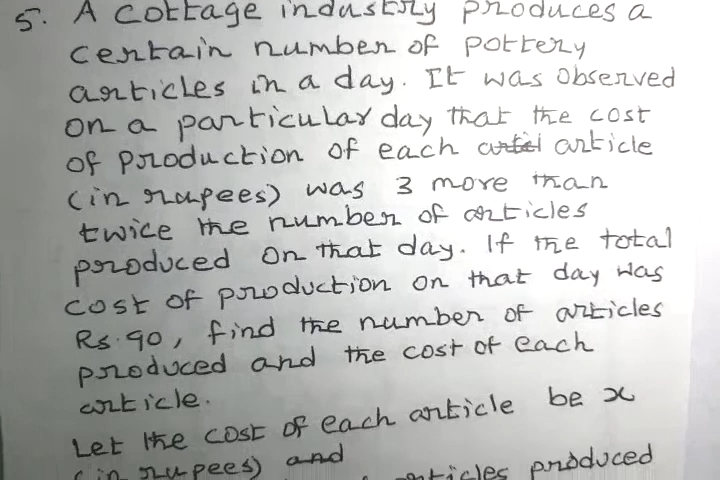 5. A cottage industry produces a
certain number of pottery
articles in a day. It was observed
on a particular day that the cost
of production of each article
(in rupees) was 3 more than
twice the number of articles
produced on that day. If the total
cost of production on that day was
Rs. 90, find the number of articles
produced and the cost of each
article.
Let the cost of each article be x
(in rupees) and
articles produced